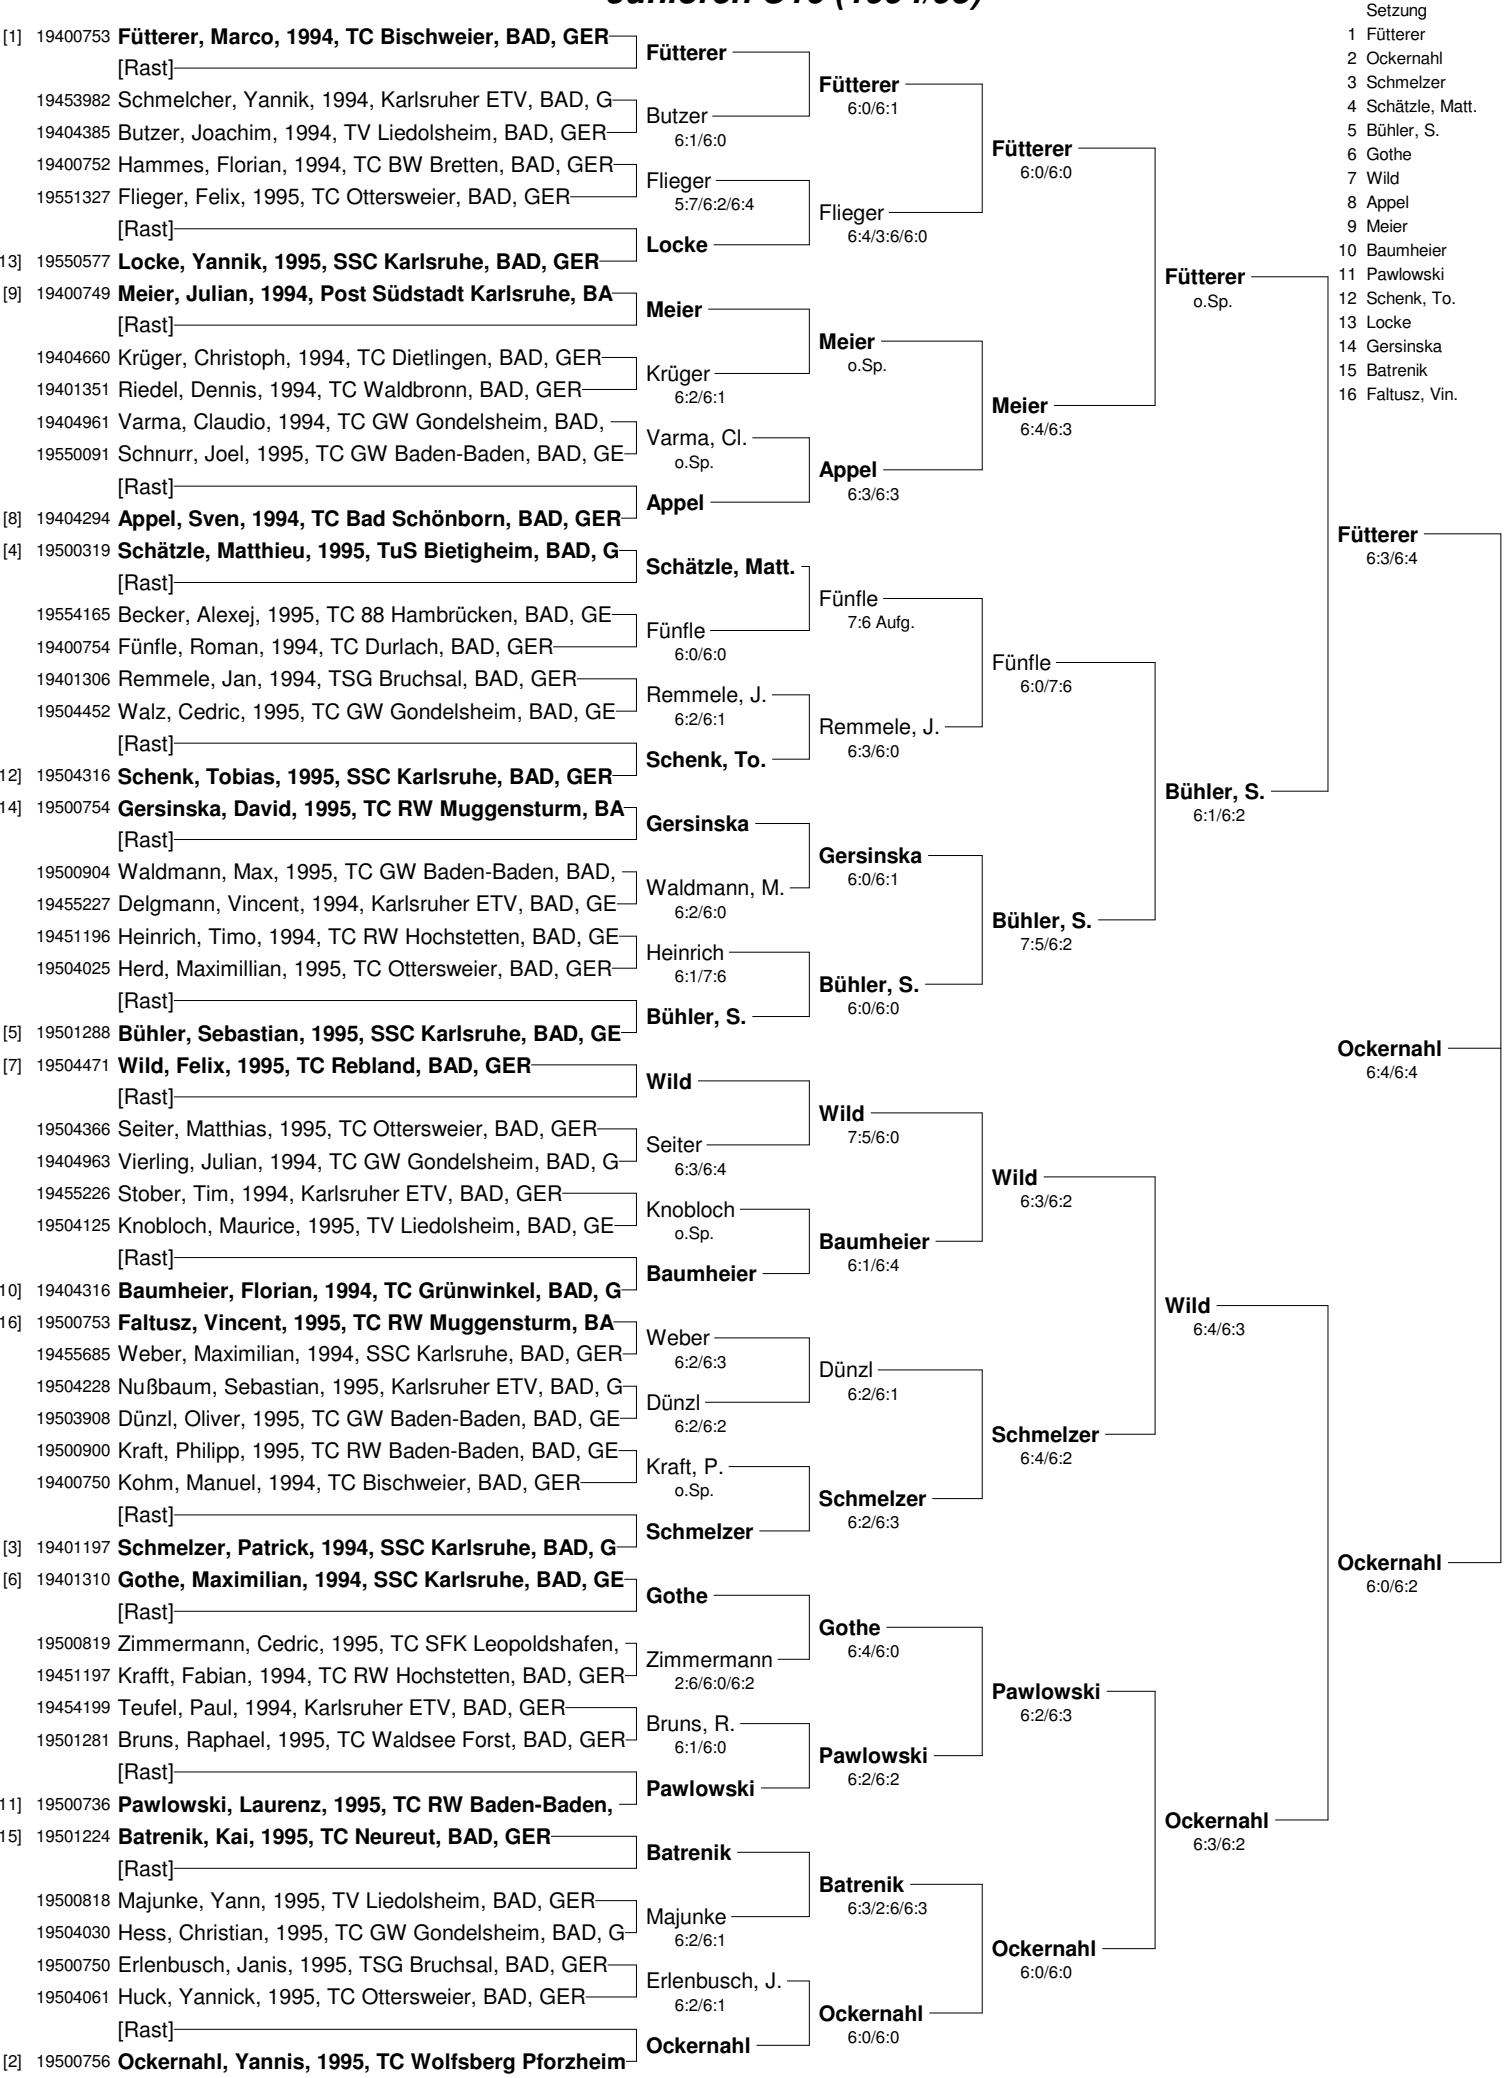 Setzung
1 Fütterer
2 Ockernahl
3 Schmelzer
4 Schätzle, Matt.
5 Bühler, S.
6 Gothe
7 Wild
8 Appel
9 Meier
10 Baumheier
11 Pawlowski
12 Schenk, To.
13 Locke
14 Gersinska
15 Batrenik
16 Faltusz, Vin.
[1] 19400753 Fütterer, Marco, 1994, TC Bischweier, BAD, GER
[Rast]
19453982 Schmelcher, Yannik, 1994, Karlsruher ETV, BAD, G
19404385 Butzer, Joachim, 1994, TV Liedolsheim, BAD, GER
19400752 Hammes, Florian, 1994, TC BW Bretten, BAD, GER
19551327 Flieger, Felix, 1995, TC Ottersweier, BAD, GER
[Rast]
13] 19550577 Locke, Yannik, 1995, SSC Karlsruhe, BAD, GER
[9] 19400749 Meier, Julian, 1994, Post Südstadt Karlsruhe, BA
[Rast]
19404660 Krüger, Christoph, 1994, TC Dietlingen, BAD, GER
19401351 Riedel, Dennis, 1994, TC Waldbronn, BAD, GER
19404961 Varma, Claudio, 1994, TC GW Gondelsheim, BAD,
19550091 Schnurr, Joel, 1995, TC GW Baden-Baden, BAD, GE
[Rast]
[8] 19404294 Appel, Sven, 1994, TC Bad Schönborn, BAD, GER
[4] 19500319 Schätzle, Matthieu, 1995, TuS Bietigheim, BAD, G
[Rast]
19554165 Becker, Alexej, 1995, TC 88 Hambrücken, BAD, GE
19400754 Fünfle, Roman, 1994, TC Durlach, BAD, GER
19401306 Remmele, Jan, 1994, TSG Bruchsal, BAD, GER
19504452 Walz, Cedric, 1995, TC GW Gondelsheim, BAD, GE
[Rast]
12] 19504316 Schenk, Tobias, 1995, SSC Karlsruhe, BAD, GER
14] 19500754 Gersinska, David, 1995, TC RW Muggensturm, BA
[Rast]
19500904 Waldmann, Max, 1995, TC GW Baden-Baden, BAD,
19455227 Delgmann, Vincent, 1994, Karlsruher ETV, BAD, GE
19451196 Heinrich, Timo, 1994, TC RW Hochstetten, BAD, GE
19504025 Herd, Maximillian, 1995, TC Ottersweier, BAD, GER
[Rast]
[5] 19501288 Bühler, Sebastian, 1995, SSC Karlsruhe, BAD, GE
[7] 19504471 Wild, Felix, 1995, TC Rebland, BAD, GER
[Rast]
19504366 Seiter, Matthias, 1995, TC Ottersweier, BAD, GER
19404963 Vierling, Julian, 1994, TC GW Gondelsheim, BAD, G
19455226 Stober, Tim, 1994, Karlsruher ETV, BAD, GER
19504125 Knobloch, Maurice, 1995, TV Liedolsheim, BAD, GE
[Rast]
10] 19404316 Baumheier, Florian, 1994, TC Grünwinkel, BAD, G
16] 19500753 Faltusz, Vincent, 1995, TC RW Muggensturm, BA
19455685 Weber, Maximilian, 1994, SSC Karlsruhe, BAD, GER
19504228 Nußbaum, Sebastian, 1995, Karlsruher ETV, BAD, G
19503908 Dünzl, Oliver, 1995, TC GW Baden-Baden, BAD, GE
19500900 Kraft, Philipp, 1995, TC RW Baden-Baden, BAD, GE
19400750 Kohm, Manuel, 1994, TC Bischweier, BAD, GER
[Rast]
[3] 19401197 Schmelzer, Patrick, 1994, SSC Karlsruhe, BAD, G
[6] 19401310 Gothe, Maximilian, 1994, SSC Karlsruhe, BAD, GE
[Rast]
19500819 Zimmermann, Cedric, 1995, TC SFK Leopoldshafen,
19451197 Krafft, Fabian, 1994, TC RW Hochstetten, BAD, GER
19454199 Teufel, Paul, 1994, Karlsruher ETV, BAD, GER
19501281 Bruns, Raphael, 1995, TC Waldsee Forst, BAD, GER
[Rast]
11] 19500736 Pawlowski, Laurenz, 1995, TC RW Baden-Baden,
15] 19501224 Batrenik, Kai, 1995, TC Neureut, BAD, GER
[Rast]
19500818 Majunke, Yann, 1995, TV Liedolsheim, BAD, GER
19504030 Hess, Christian, 1995, TC GW Gondelsheim, BAD, G
19500750 Erlenbusch, Janis, 1995, TSG Bruchsal, BAD, GER
19504061 Huck, Yannick, 1995, TC Ottersweier, BAD, GER
[Rast]
[2] 19500756 Ockernahl, Yannis, 1995, TC Wolfsberg Pforzheim
Fütterer
Butzer
6:1/6:0
Flieger
5:7/6:2/6:4
Locke
Meier
Krüger
6:2/6:1
Varma, Cl.
o.Sp.
Appel
Schätzle, Matt.
Fünfle
6:0/6:0
Remmele, J.
6:2/6:1
Schenk, To.
Gersinska
Waldmann, M.
6:2/6:0
Heinrich
6:1/7:6
Bühler, S.
Wild
Seiter
6:3/6:4
Knobloch
o.Sp.
Baumheier
Weber
6:2/6:3
Dünzl
6:2/6:2
Kraft, P.
o.Sp.
Schmelzer
Gothe
Zimmermann
2:6/6:0/6:2
Bruns, R.
6:1/6:0
Pawlowski
Batrenik
Majunke
6:2/6:1
Erlenbusch, J.
6:2/6:1
Ockernahl
Fütterer
6:0/6:1
Flieger
6:4/3:6/6:0
Meier
o.Sp.
Appel
6:3/6:3
Fünfle
7:6 Aufg.
Remmele, J.
6:3/6:0
Gersinska
6:0/6:1
Bühler, S.
6:0/6:0
Wild
7:5/6:0
Baumheier
6:1/6:4
Dünzl
6:2/6:1
Schmelzer
6:2/6:3
Gothe
6:4/6:0
Pawlowski
6:2/6:2
Batrenik
6:3/2:6/6:3
Ockernahl
6:0/6:0
Fütterer
6:0/6:0
Meier
6:4/6:3
Fünfle
6:0/7:6
Bühler, S.
7:5/6:2
Wild
6:3/6:2
Schmelzer
6:4/6:2
Pawlowski
6:2/6:3
Ockernahl
6:0/6:0
Fütterer
o.Sp.
Bühler, S.
6:1/6:2
Wild
6:4/6:3
Ockernahl
6:3/6:2
Fütterer
6:3/6:4
Ockernahl
6:0/6:2
Ockernahl
6:4/6:4